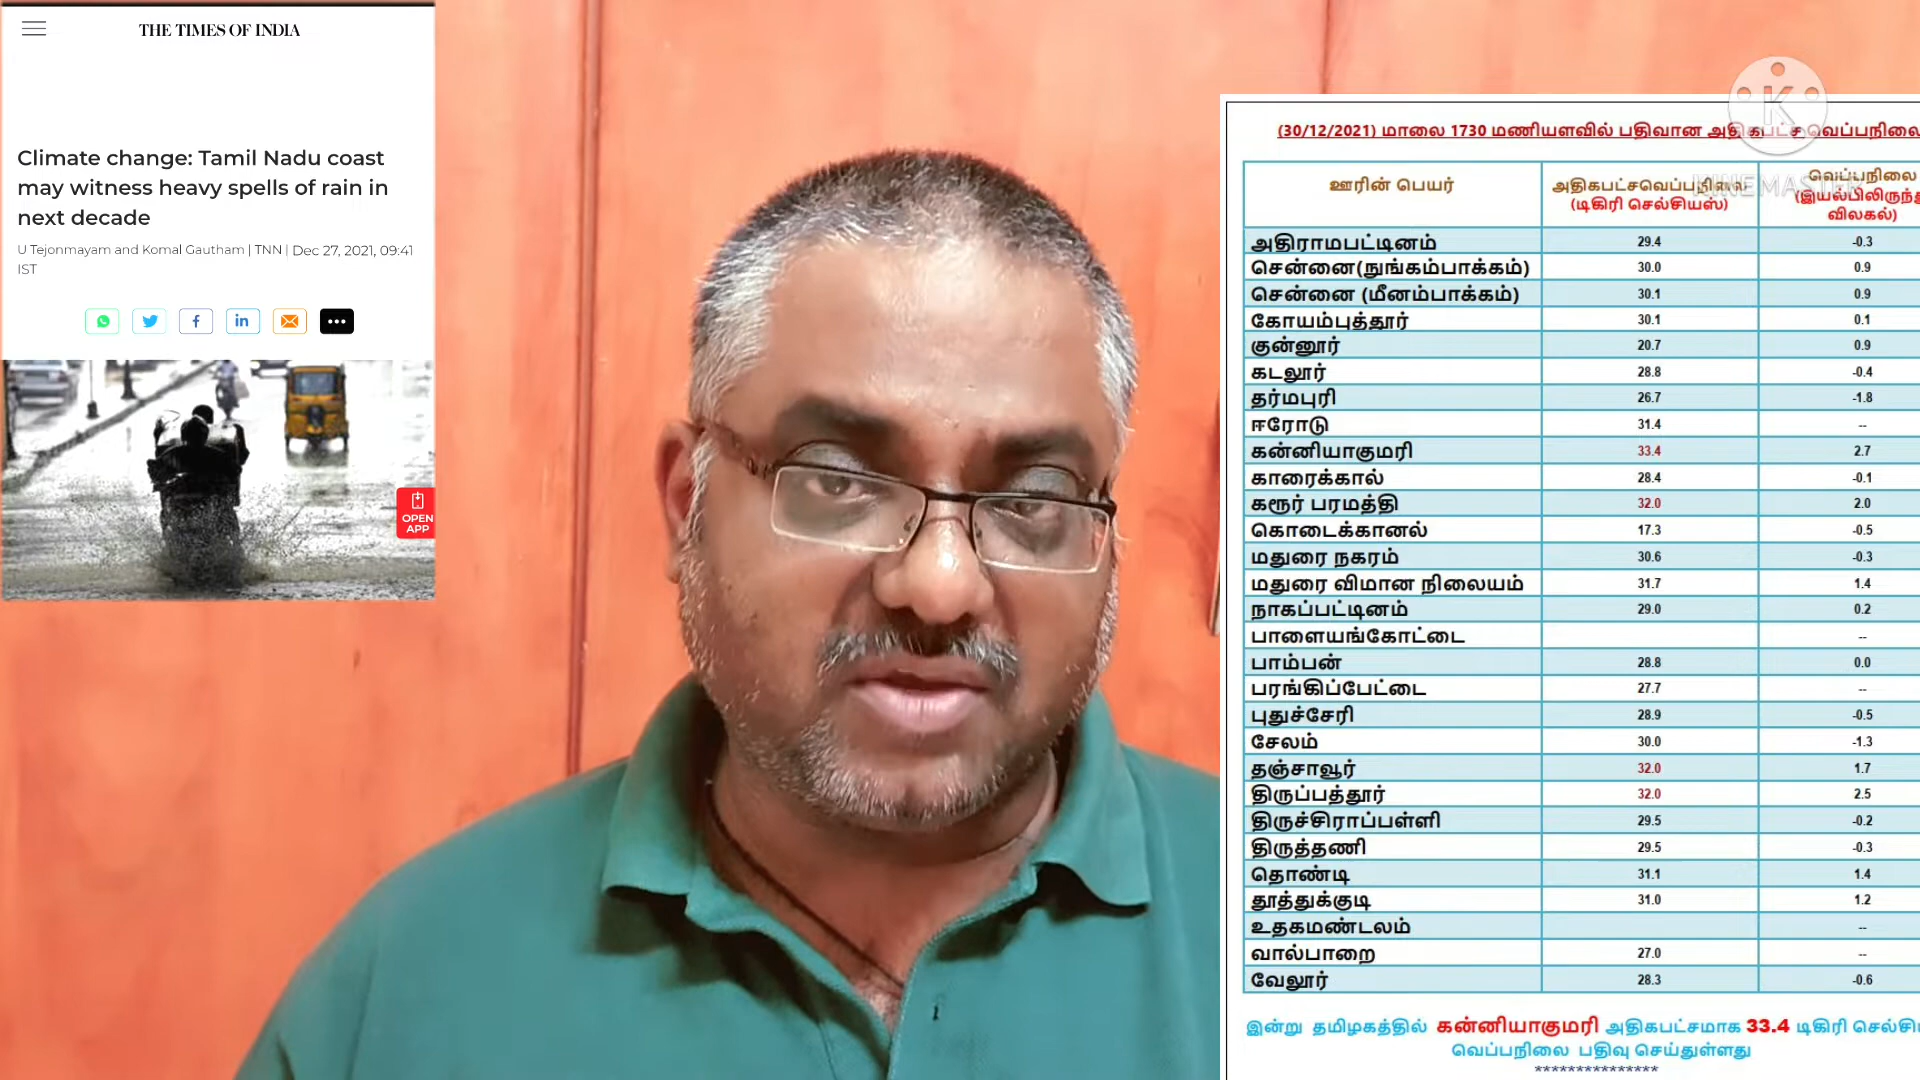 THE TIMES OF INDIA
Climate change: Tamil Nadu coast
may witness heavy spells of rain in
next decade
U Tejonmayam and Komal Gautham | TNN | Dec 27, 2021, 09:41
IST
OPEN
APP
KINEMASTER
(30/12/2021) மாலை 1730 மணியளவில் பதிவான அதிகபட்ச வெப்பநிலை
ஊரின் பெயர்
அதிகபட்சவெப்பநிலை
(டிகிரி செல்சியஸ்)
வெப்பநிலை
(இயல்பிலிருந்து
விலகல்)
அதிராமபட்டினம் 29.4 -0.3
சென்னை(நுங்கம்பாக்கம்) 30.0 0.9
சென்னை (மீனம்பாக்கம்) 30.1 0.9
கோயம்புத்தூர் 30.1 0.1
குன்னூர் 20.7 0.9
கடலூர் 28.8 -0.4
தர்மபுரி 26.7 -1.8
ஈரோடு 31.4 --
கன்னியாகுமரி 33.4 2.7
காரைக்கால் 28.4 -0.1
கரூர் பரமத்தி 32.0 2.0
கொடைக்கானல் 17.3 -0.5
மதுரை நகரம் 30.6 -0.3
மதுரை விமான நிலையம் 31.7 1.4
நாகப்பட்டினம் 29.0 0.2
பாளையங்கோட்டை --
பாம்பன் 28.8 0.0
பரங்கிப்பேட்டை 27.7 --
புதுச்சேரி 28.9 -0.5
சேலம் 30.0 -1.3
தஞ்சாவூர் 32.0 1.7
திருப்பத்தூர் 32.0 2.5
திருச்சிராப்பள்ளி 29.5 -0.2
திருத்தணி 29.5 -0.3
தொண்டி 31.1 1.4
தூத்துக்குடி 31.0 1.2
உதகமண்டலம் --
வால்பாறை 27.0 --
வேலூர் 28.3 -0.6
இன்று தமிழகத்தில் கன்னியாகுமரி அதிகபட்சமாக 33.4 டிகிரி
வெப்பநிலை பதிவு செய்துள்ளது
***************